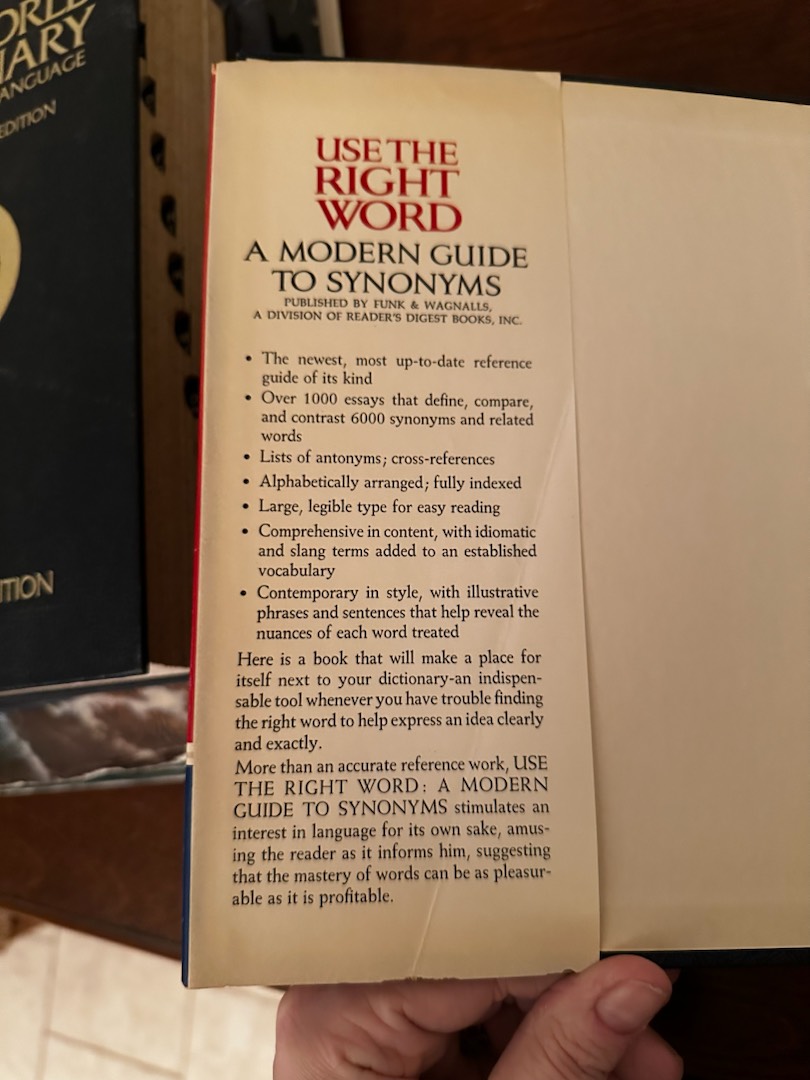 ANGUAGE
EDITION
USE THE
RIGHT
WORD
A MODERN GUIDE
TO SYNONYMS
PUBLISHED BY FUNK & WAGNALLS,
A DIVISION OF READER'S DIGEST BOOKS, INC.
• The newest, most up-to-date reference
guide of its kind
• Over 1000 essays that define, compare,
and contrast 6000 synonyms and related
words
• Lists of antonyms; cross-references
• Alphabetically arranged; fully indexed
• Large, legible type for easy reading
• Comprehensive in content, with idiomatic
and slang terms added to an established
vocabulary
• Contemporary in style, with illustrative
phrases and sentences that help reveal the
nuances of each word treated
Here is a book that will make a place for
itself next to your dictionary-an indispen-
sable tool whenever you have trouble finding
the right word to help express an idea clearly
and exactly.
More than an accurate reference work, USE
THE RIGHT WORD: A MODERN
GUIDE TO SYNONYMS stimulates an
interest in language for its own sake, amus-
ing the reader as it informs him, suggesting
that the mastery of words can be as pleasur-
able as it is profitable.